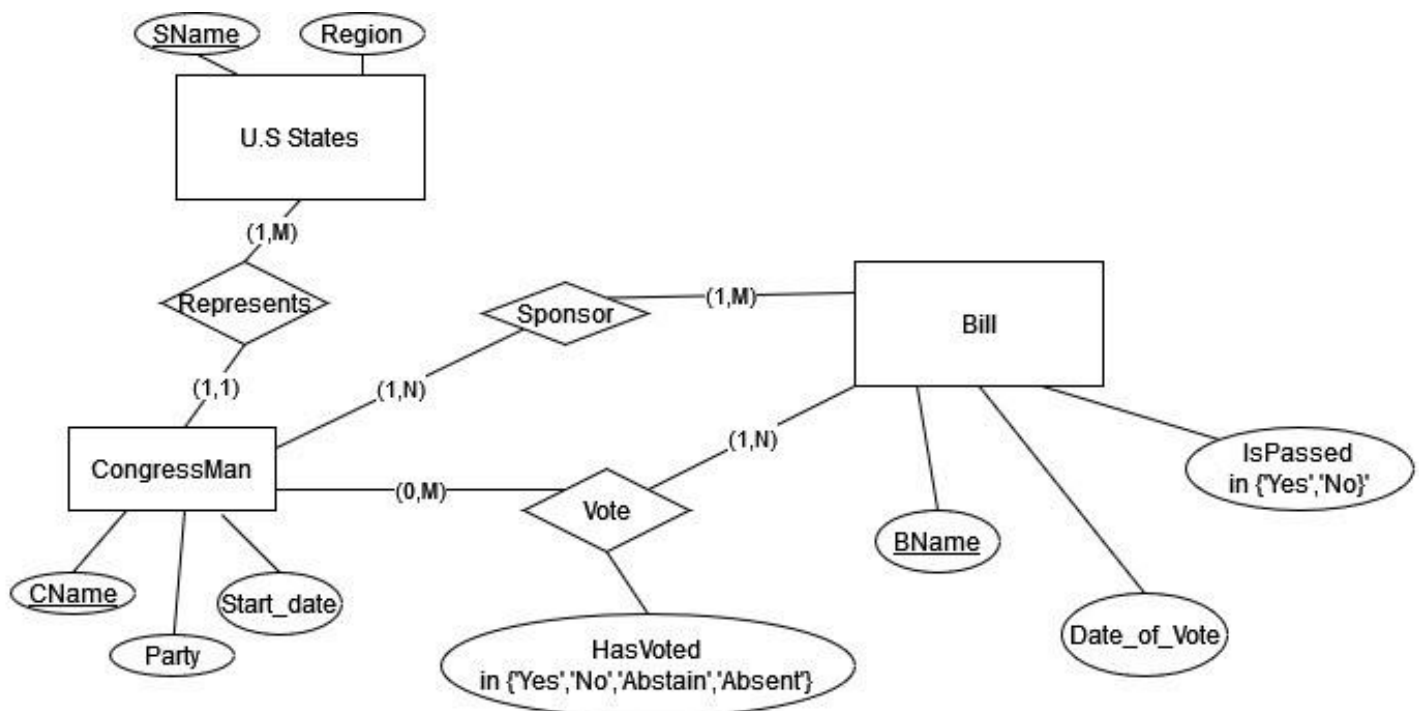 SName
Region
U.S States
(1,M)
Represents
(1,1)
CongressMan
CName
Party
Start_date
Sponsor
(1,M)
(1,N)
Bill
(1,N)
(0,M)
Vote
HasVoted
in {'Yes','No','Abstain','Absent'}
BName
Date_of_Vote
IsPassed
in {'Yes','No}'